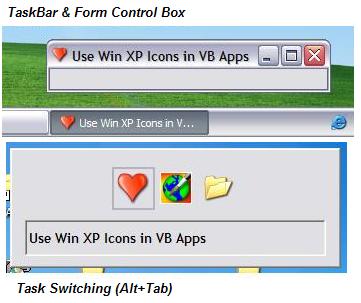 TaskBar & Form Control Box
Use Win XP Icons in VB Apps
Use Win XP Icons in V...
Use Win XP Icons in VB Apps
Task Switching (Alt+Tab)